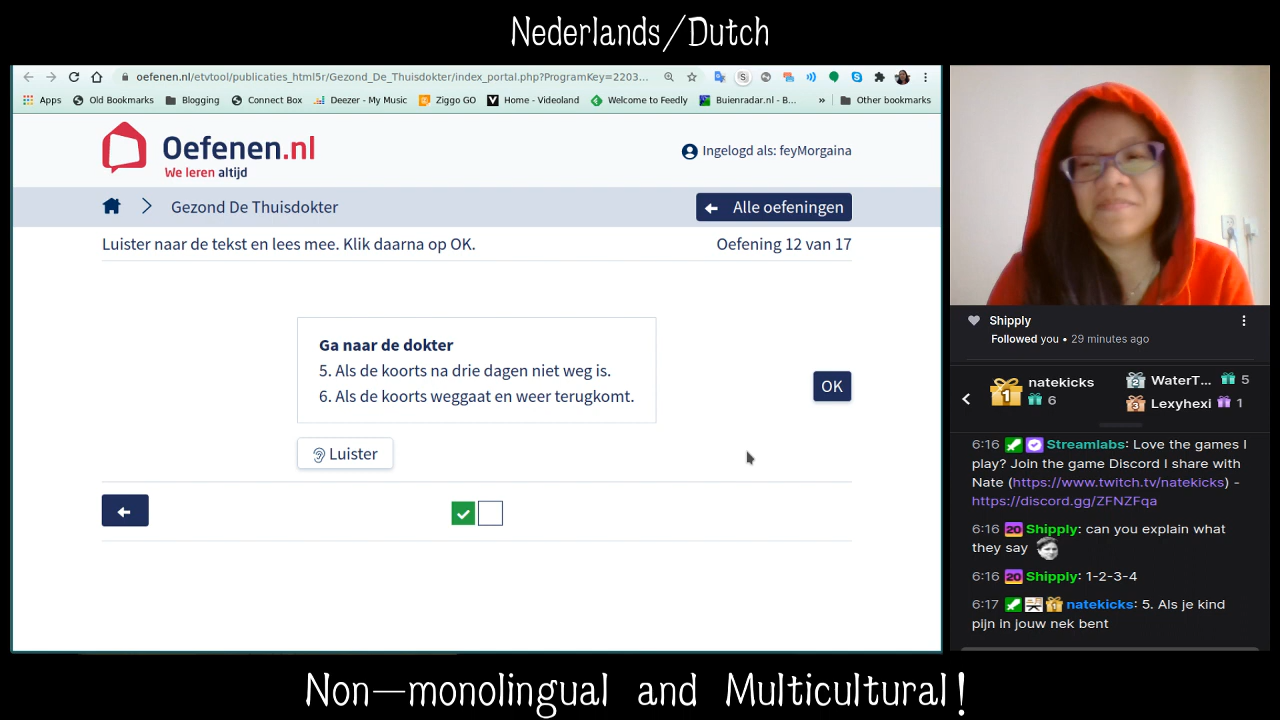 Nederlands/Dutch
oefenen.nl/etvtool/publicaties_html5r/Gezond_De_Thuisdokter/index_portal.php?ProgramKey=2203...
Apps Old Bookmarks Blogging Connect Box Deezer - My Music Ziggo GO Home - Videoland Welcome to Feedly Buienradar.nl - B... » Other bookmarks
Oefenen.nl
We leren altijd
Ingelogd als: feyMorgaina
Gezond De Thuisdokter
Alle oefeningen
Luister naar de tekst en lees mee. Klik daarna op OK.
Oefening 12 van 17
Ga naar de dokter
5. Als de koorts na drie dagen niet weg is.
6. Als de koorts weggaat en weer terugkomt.
OK
Luister
Shipply
Followed you • 29 minutes ago
1 natekicks
6
2 WaterT... 5
3 Lexyhexi 1
6:16 Streamlabs: Love the games I
play? Join the game Discord I share with
Nate (https://www.twitch.tv/natekicks) -
https://discord.gg/ZFNZFqa
6:16 20 Shipply: can you explain what
they say
6:16 20 Shipply: 1-2-3-4
6:17 1 natekicks: 5. Als je kind
pijn in jouw nek bent
Non-monolingual and Multicultural!